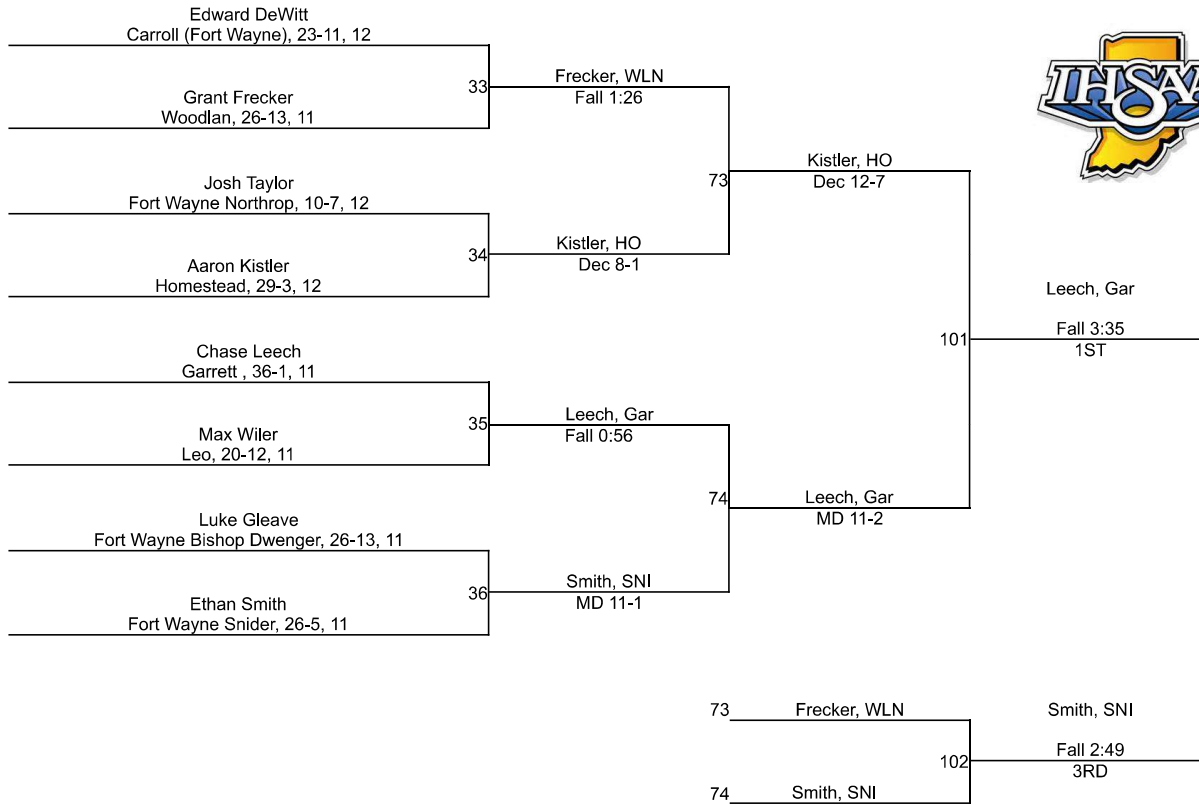 Edward DeWitt
Carroll (Fort Wayne), 23-11, 12
33
Frecker, WLN
Fall 1:26
Grant Frecker
Woodlan, 26-13, 11
IHSAA
73
Kistler, HO
Dec 12-7
Josh Taylor
Fort Wayne Northrop, 10-7, 12
34
Kistler, HO
Dec 8-1
Aaron Kistler
Homestead, 29-3, 12
101
Leech, Gar
Fall 3:35
1ST
Chase Leech
Garrett , 36-1, 11
35
Leech, Gar
Fall 0:56
Max Wiler
Leo, 20-12, 11
74
Leech, Gar
MD 11-2
Luke Gleave
Fort Wayne Bishop Dwenger, 26-13, 11
36
Smith, SNI
MD 11-1
Ethan Smith
Fort Wayne Snider, 26-5, 11
73
Frecker, WLN
102
Smith, SNI
Fall 2:49
3RD
74
Smith, SNI